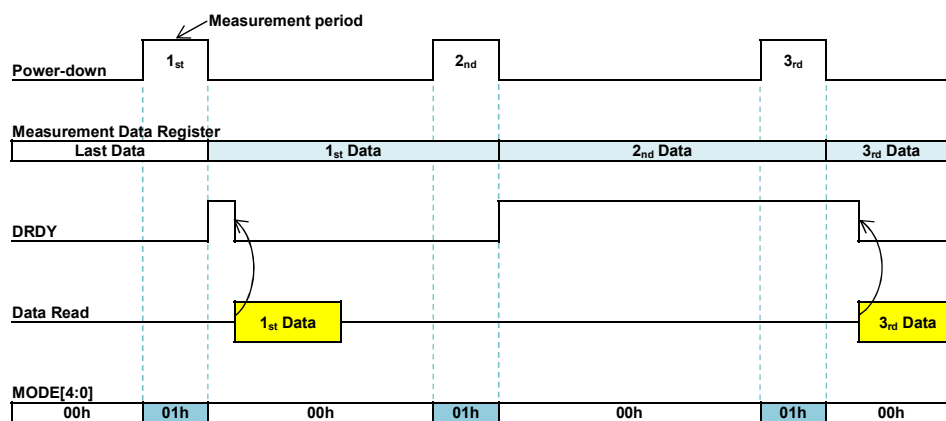 Measurement period
Power-down
1st 2nd 3rd
Measurement Data Register
Last Data 1st Data 2nd Data 3rd Data
DRDY
Data Read
1st Data 3rd Data
MODE[4:0]
00h 01h 00h 01h 00h 01h 00h